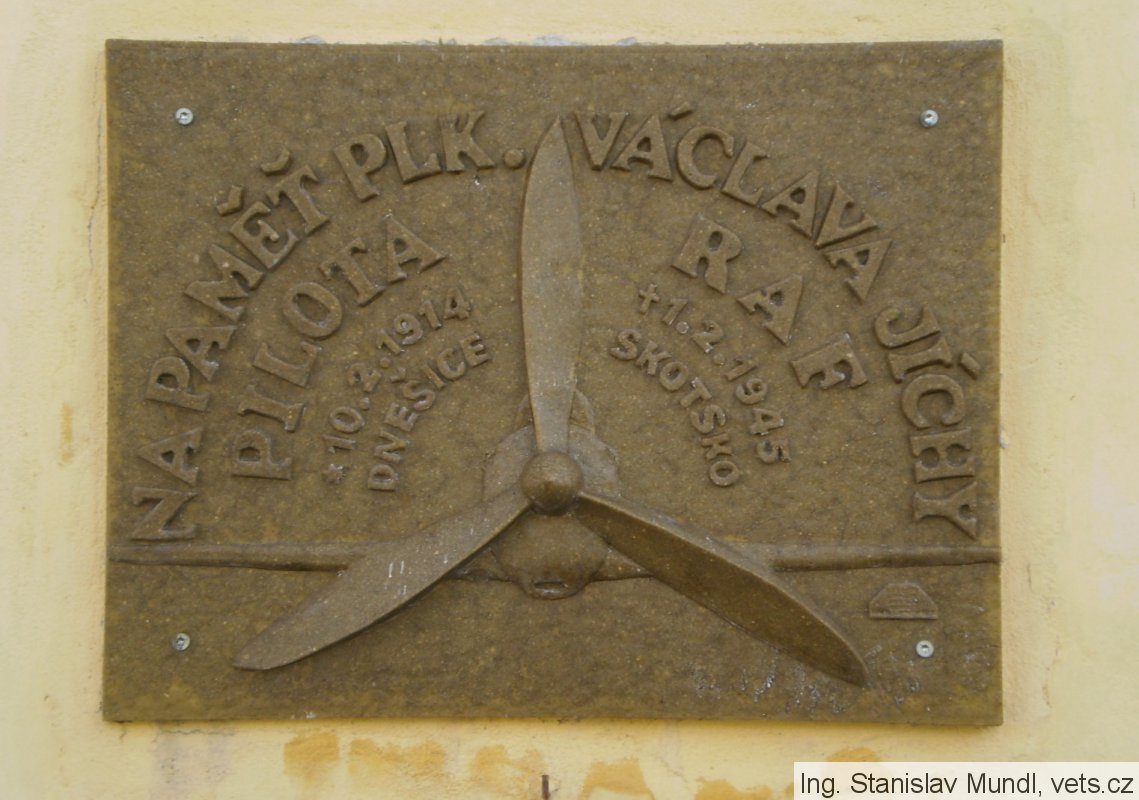 NA PAMĚŤ PLK. VÁCLAVA JÍCHY
PILOTA RAF
*10.2.1914
DNEŠICE
†1.2.1945
SKOTSKO
Ing. Stanislav Mundl, vets.cz